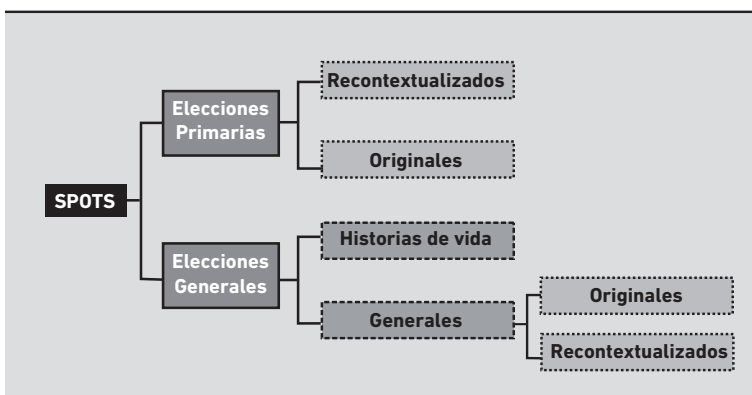 Recontextualizados
Elecciones
Primarias
Originales
SPOTS
Historias de vida
Elecciones
Generales
Originales
Generales
Recontextualizados